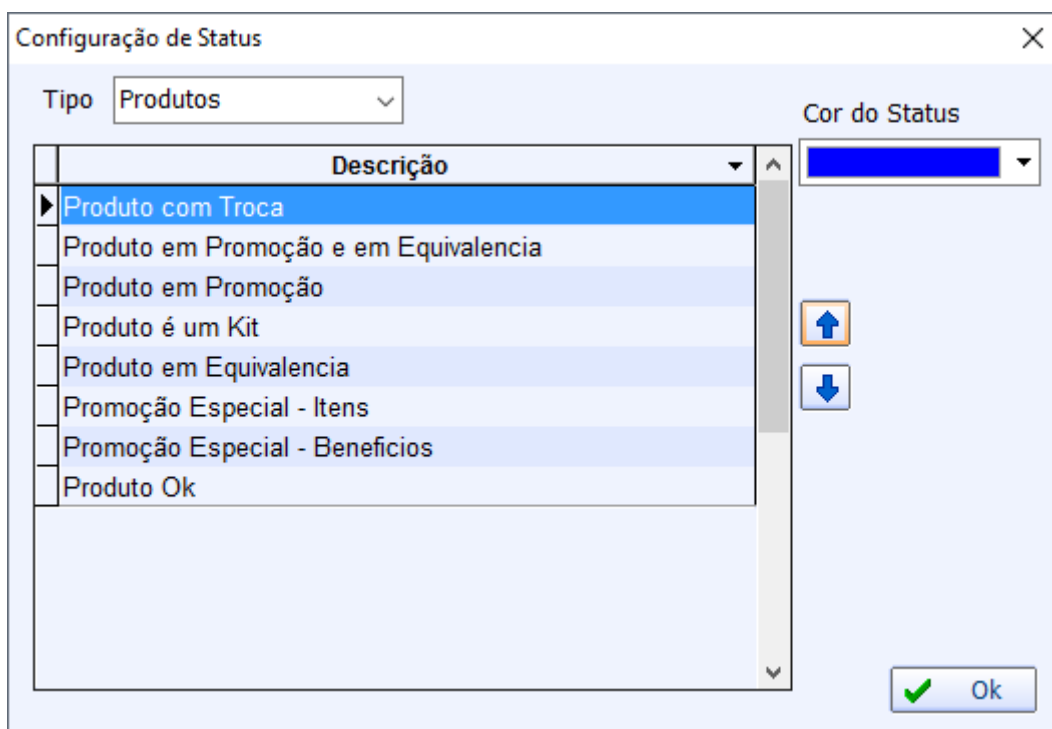 Configuração de Status
Tipo Produtos
Cor do Status
Descrição
Produto com Troca
Produto em Promoção e em Equivalencia
Produto em Promoção
Produto é um Kit
Produto em Equivalencia
Promoção Especial - Itens
Promoção Especial - Beneficios
Produto Ok
Ok